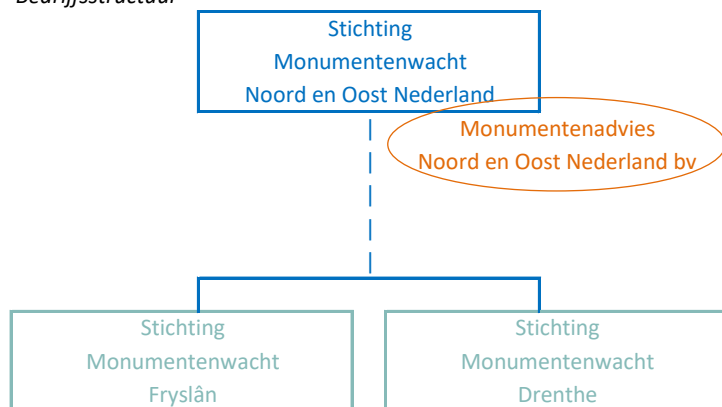 Bedrijfsstructuur
Stichting
Monumentenwacht
Noord en Oost Nederland
Monumentenadvies
Noord en Oost Nederland bv
Stichting
Monumentenwacht
Fryslân
Stichting
Monumentenwacht
Drenthe